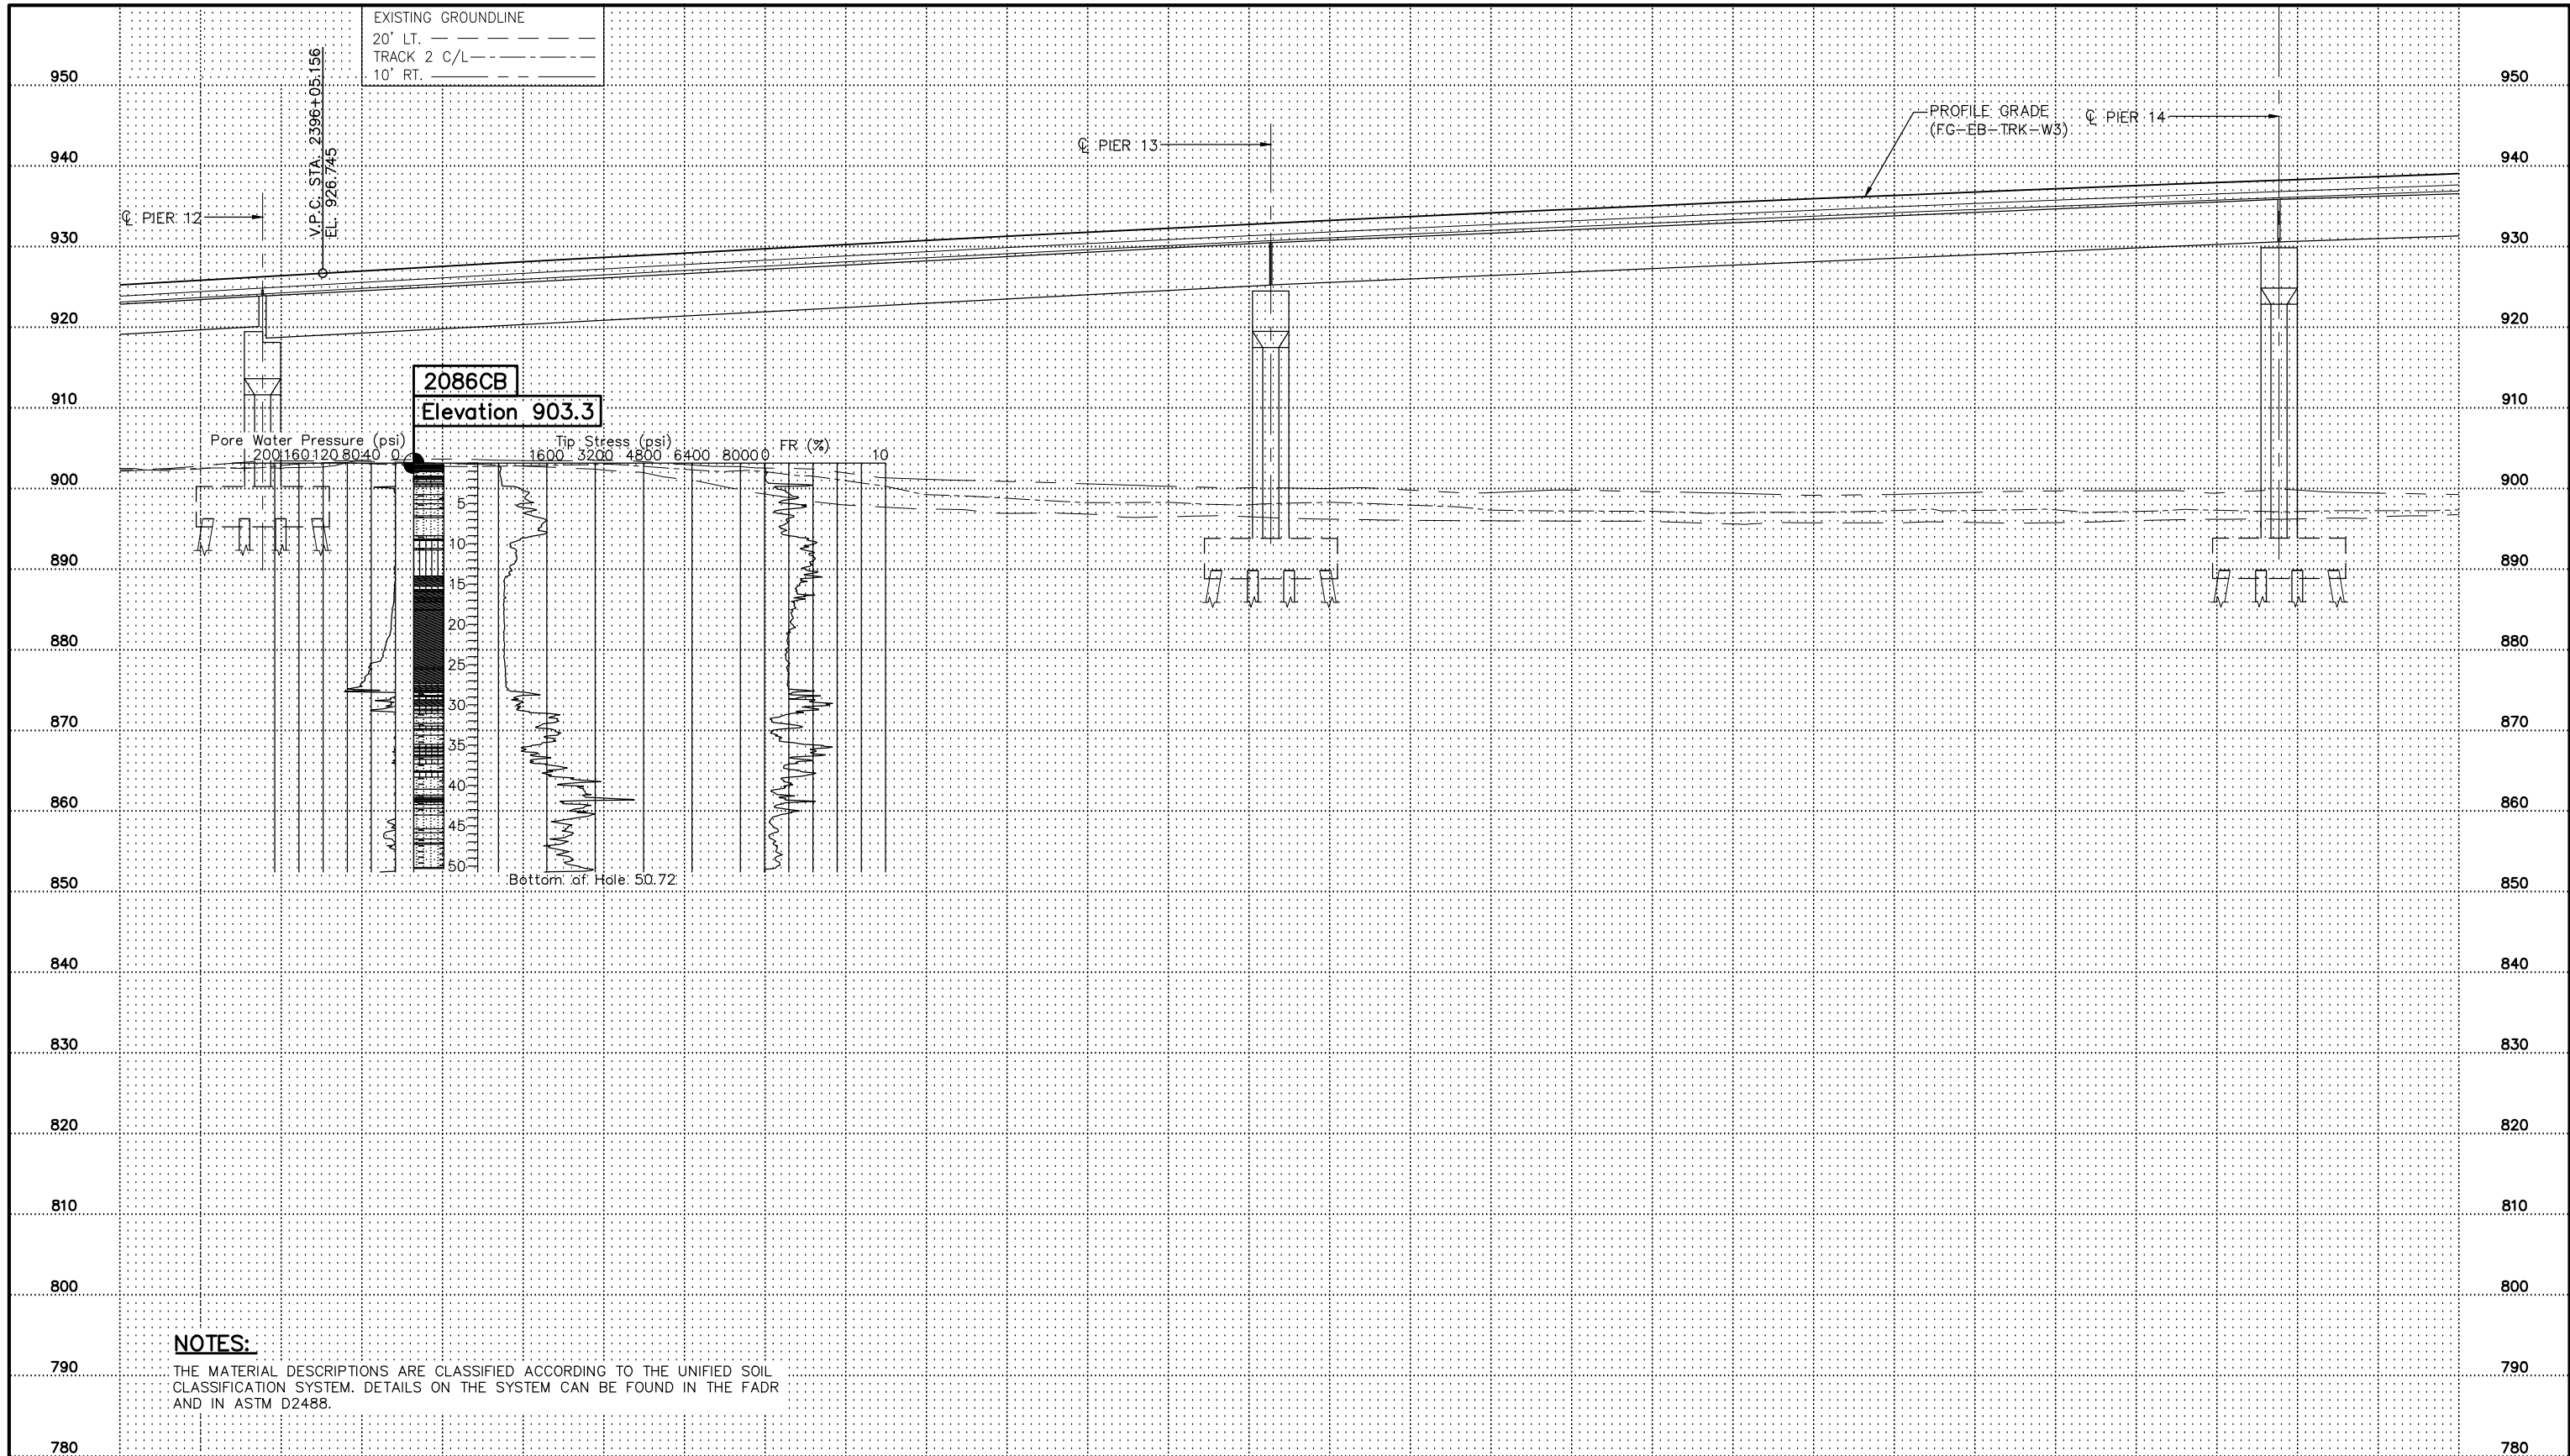 EXISTING GROUNDLINE
20' LT.
TRACK 2 C/L
10' RT.
V.P.C. STA. 2396+05.156
EL. 926.745
950 950
PROFILE GRADE
(FG-EB-TRK-W3)
℄ PIER 14
℄ PIER 13
940 940
℄ PIER 12
930 930
920 920
2086CB
910 910
Elevation 903.3
Pore Water Pressure (psi) Tip Stress (psi) FR (%)
200 160 120 80 40 0 1600 3200 4800 6400 8000 0 10
900 900
5
10
890 890
15
20
880 880
25
30
870 870
35
40
860 860
45
50
Bottom of Hole 50.72
850 850
840 840
830 830
820 820
810 810
800 800
NOTES:
790 790
THE MATERIAL DESCRIPTIONS ARE CLASSIFIED ACCORDING TO THE UNIFIED SOIL
CLASSIFICATION SYSTEM. DETAILS ON THE SYSTEM CAN BE FOUND IN THE FADR
AND IN ASTM D2488.
780 780